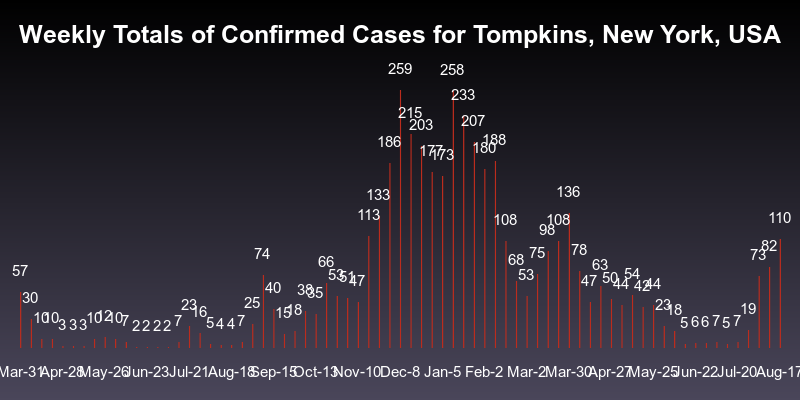 Weekly Totals of Confirmed Cases for Tompkins, New York, USA
57 30 10 10 3 3 3 10 12 10 7 2 2 2 2 7 23 16 5 4 4 7 25 74 40 15 18 38 35 66 53 51 47 113 133 186 259 215 203 177 173 258 233 207 180 188 108 68 53 75 98 108 136 78 47 63 50 44 54 42 44 23 18 5 6 6 7 5 7 19 73 82 110
Mar-31 Apr-28 May-26 Jun-23 Jul-21 Aug-18 Sep-15 Oct-13 Nov-10 Dec-8 Jan-5 Feb-2 Mar-2 Mar-30 Apr-27 May-25 Jun-22 Jul-20 Aug-17